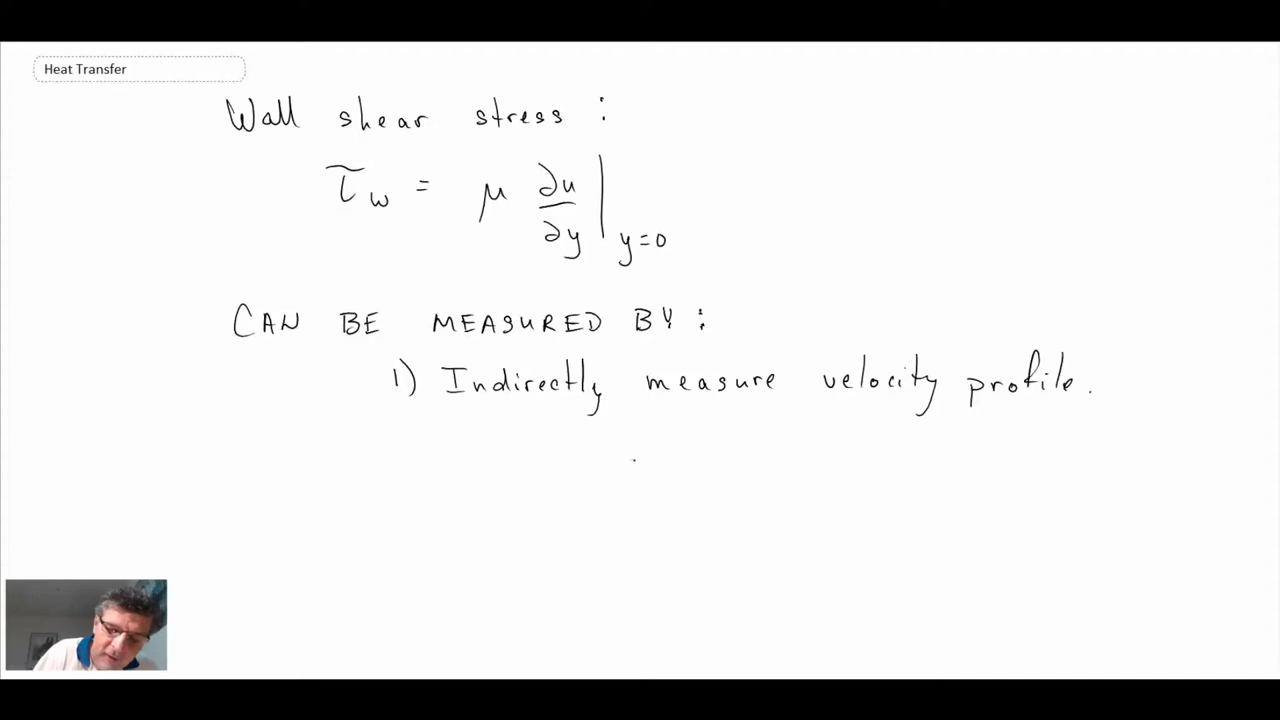 Heat Transfer
Wall shear stress :
τw = μ ∂u/∂y |y=0
CAN BE MEASURED BY :
1) Indirectly measure velocity profile.